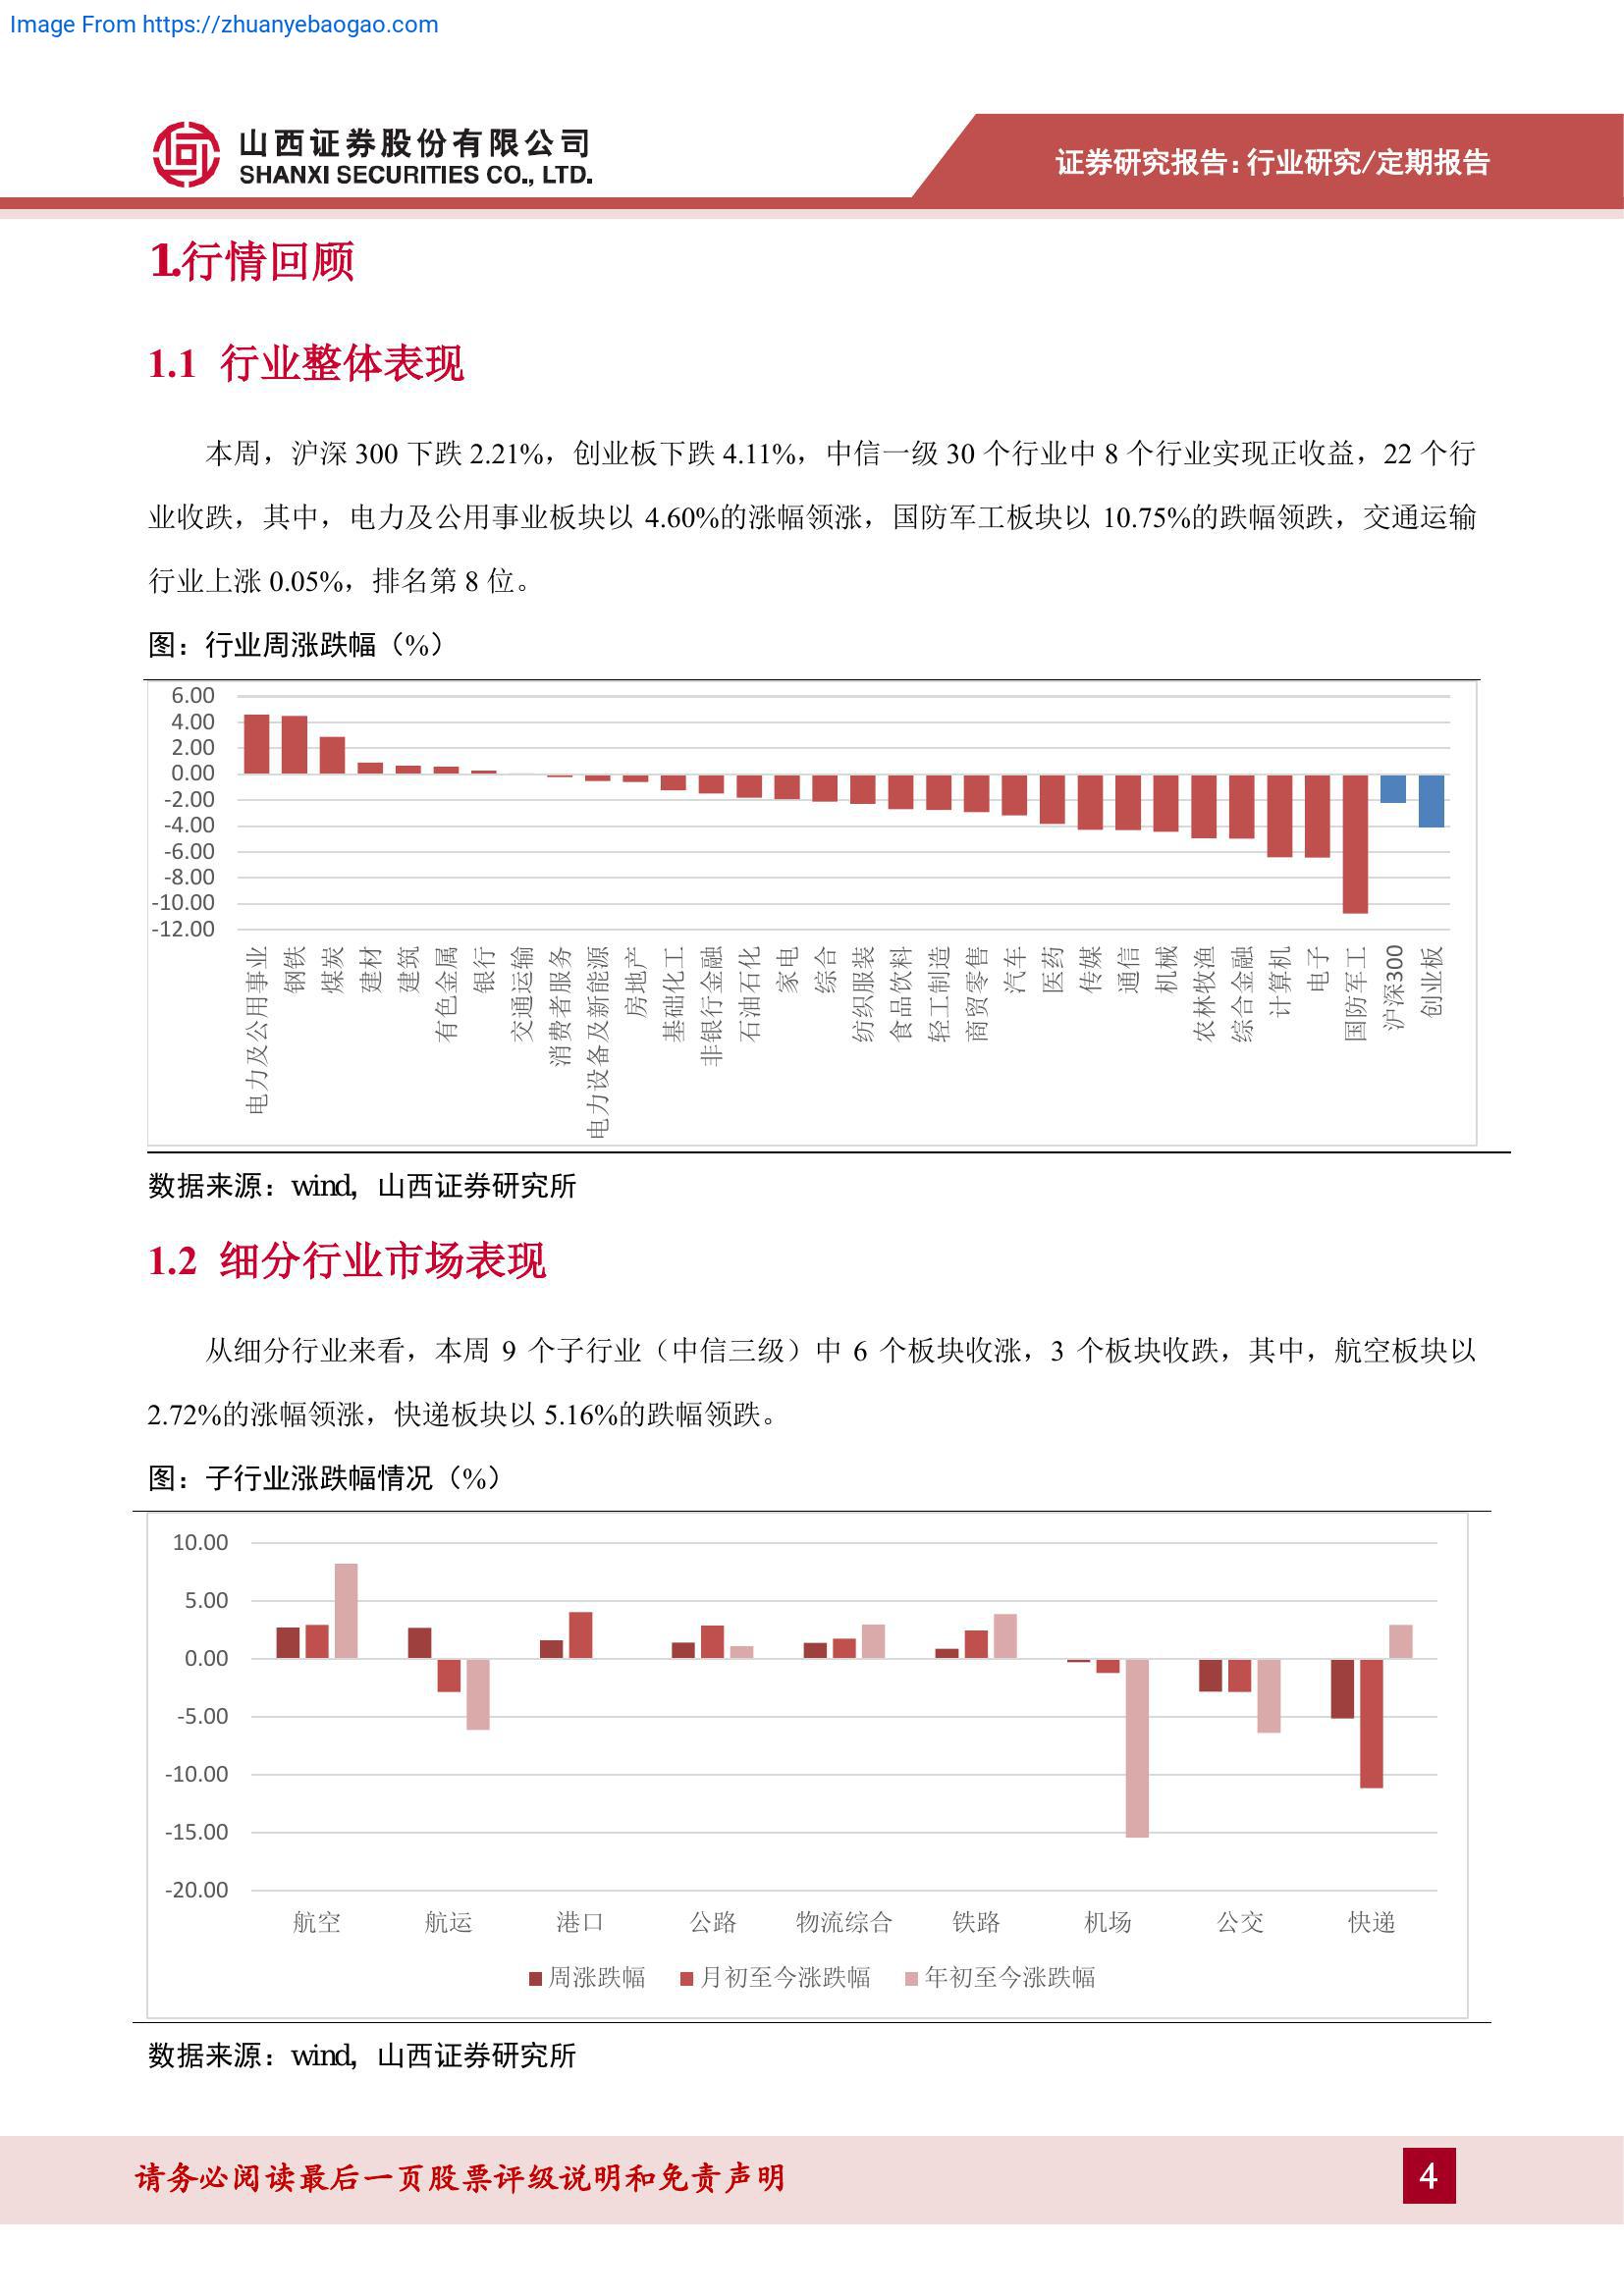 Image From https://zhuanyebaogao.com
山西证券股份有限公司
SHANXI SECURITIES CO., LTD.
证券研究报告:行业研究/定期报告
1.行情回顾
1.1 行业整体表现
本周，沪深 300 下跌 2.21%，创业板下跌 4.11%，中信一级 30 个行业中 8 个行业实现正收益，22 个行
业收跌，其中，电力及公用事业板块以 4.60%的涨幅领涨，国防军工板块以 10.75%的跌幅领跌，交通运输
行业上涨 0.05%，排名第 8 位。
图：行业周涨跌幅（%）
6.00
4.00
2.00
0.00
-2.00
-4.00
-6.00
-8.00
-10.00
-12.00
电力及公用事业
钢铁
煤炭
建材
建筑
有色金属
银行
交通运输
消费者服务
电力设备及新能源
房地产
基础化工
非银行金融
石油石化
家电
综合
纺织服装
食品饮料
轻工制造
商贸零售
汽车
医药
传媒
通信
机械
农林牧渔
综合金融
计算机
电子
国防军工
沪深300
创业板
数据来源：wind，山西证券研究所
1.2 细分行业市场表现
从细分行业来看，本周 9 个子行业（中信三级）中 6 个板块收涨，3 个板块收跌，其中，航空板块以
2.72%的涨幅领涨，快递板块以 5.16%的跌幅领跌。
图：子行业涨跌幅情况（%）
10.00
5.00
0.00
-5.00
-10.00
-15.00
-20.00
航空 航运 港口 公路 物流综合 铁路 机场 公交 快递
周涨跌幅 月初至今涨跌幅 年初至今涨跌幅
数据来源：wind，山西证券研究所
请务必阅读最后一页股票评级说明和免责声明
4